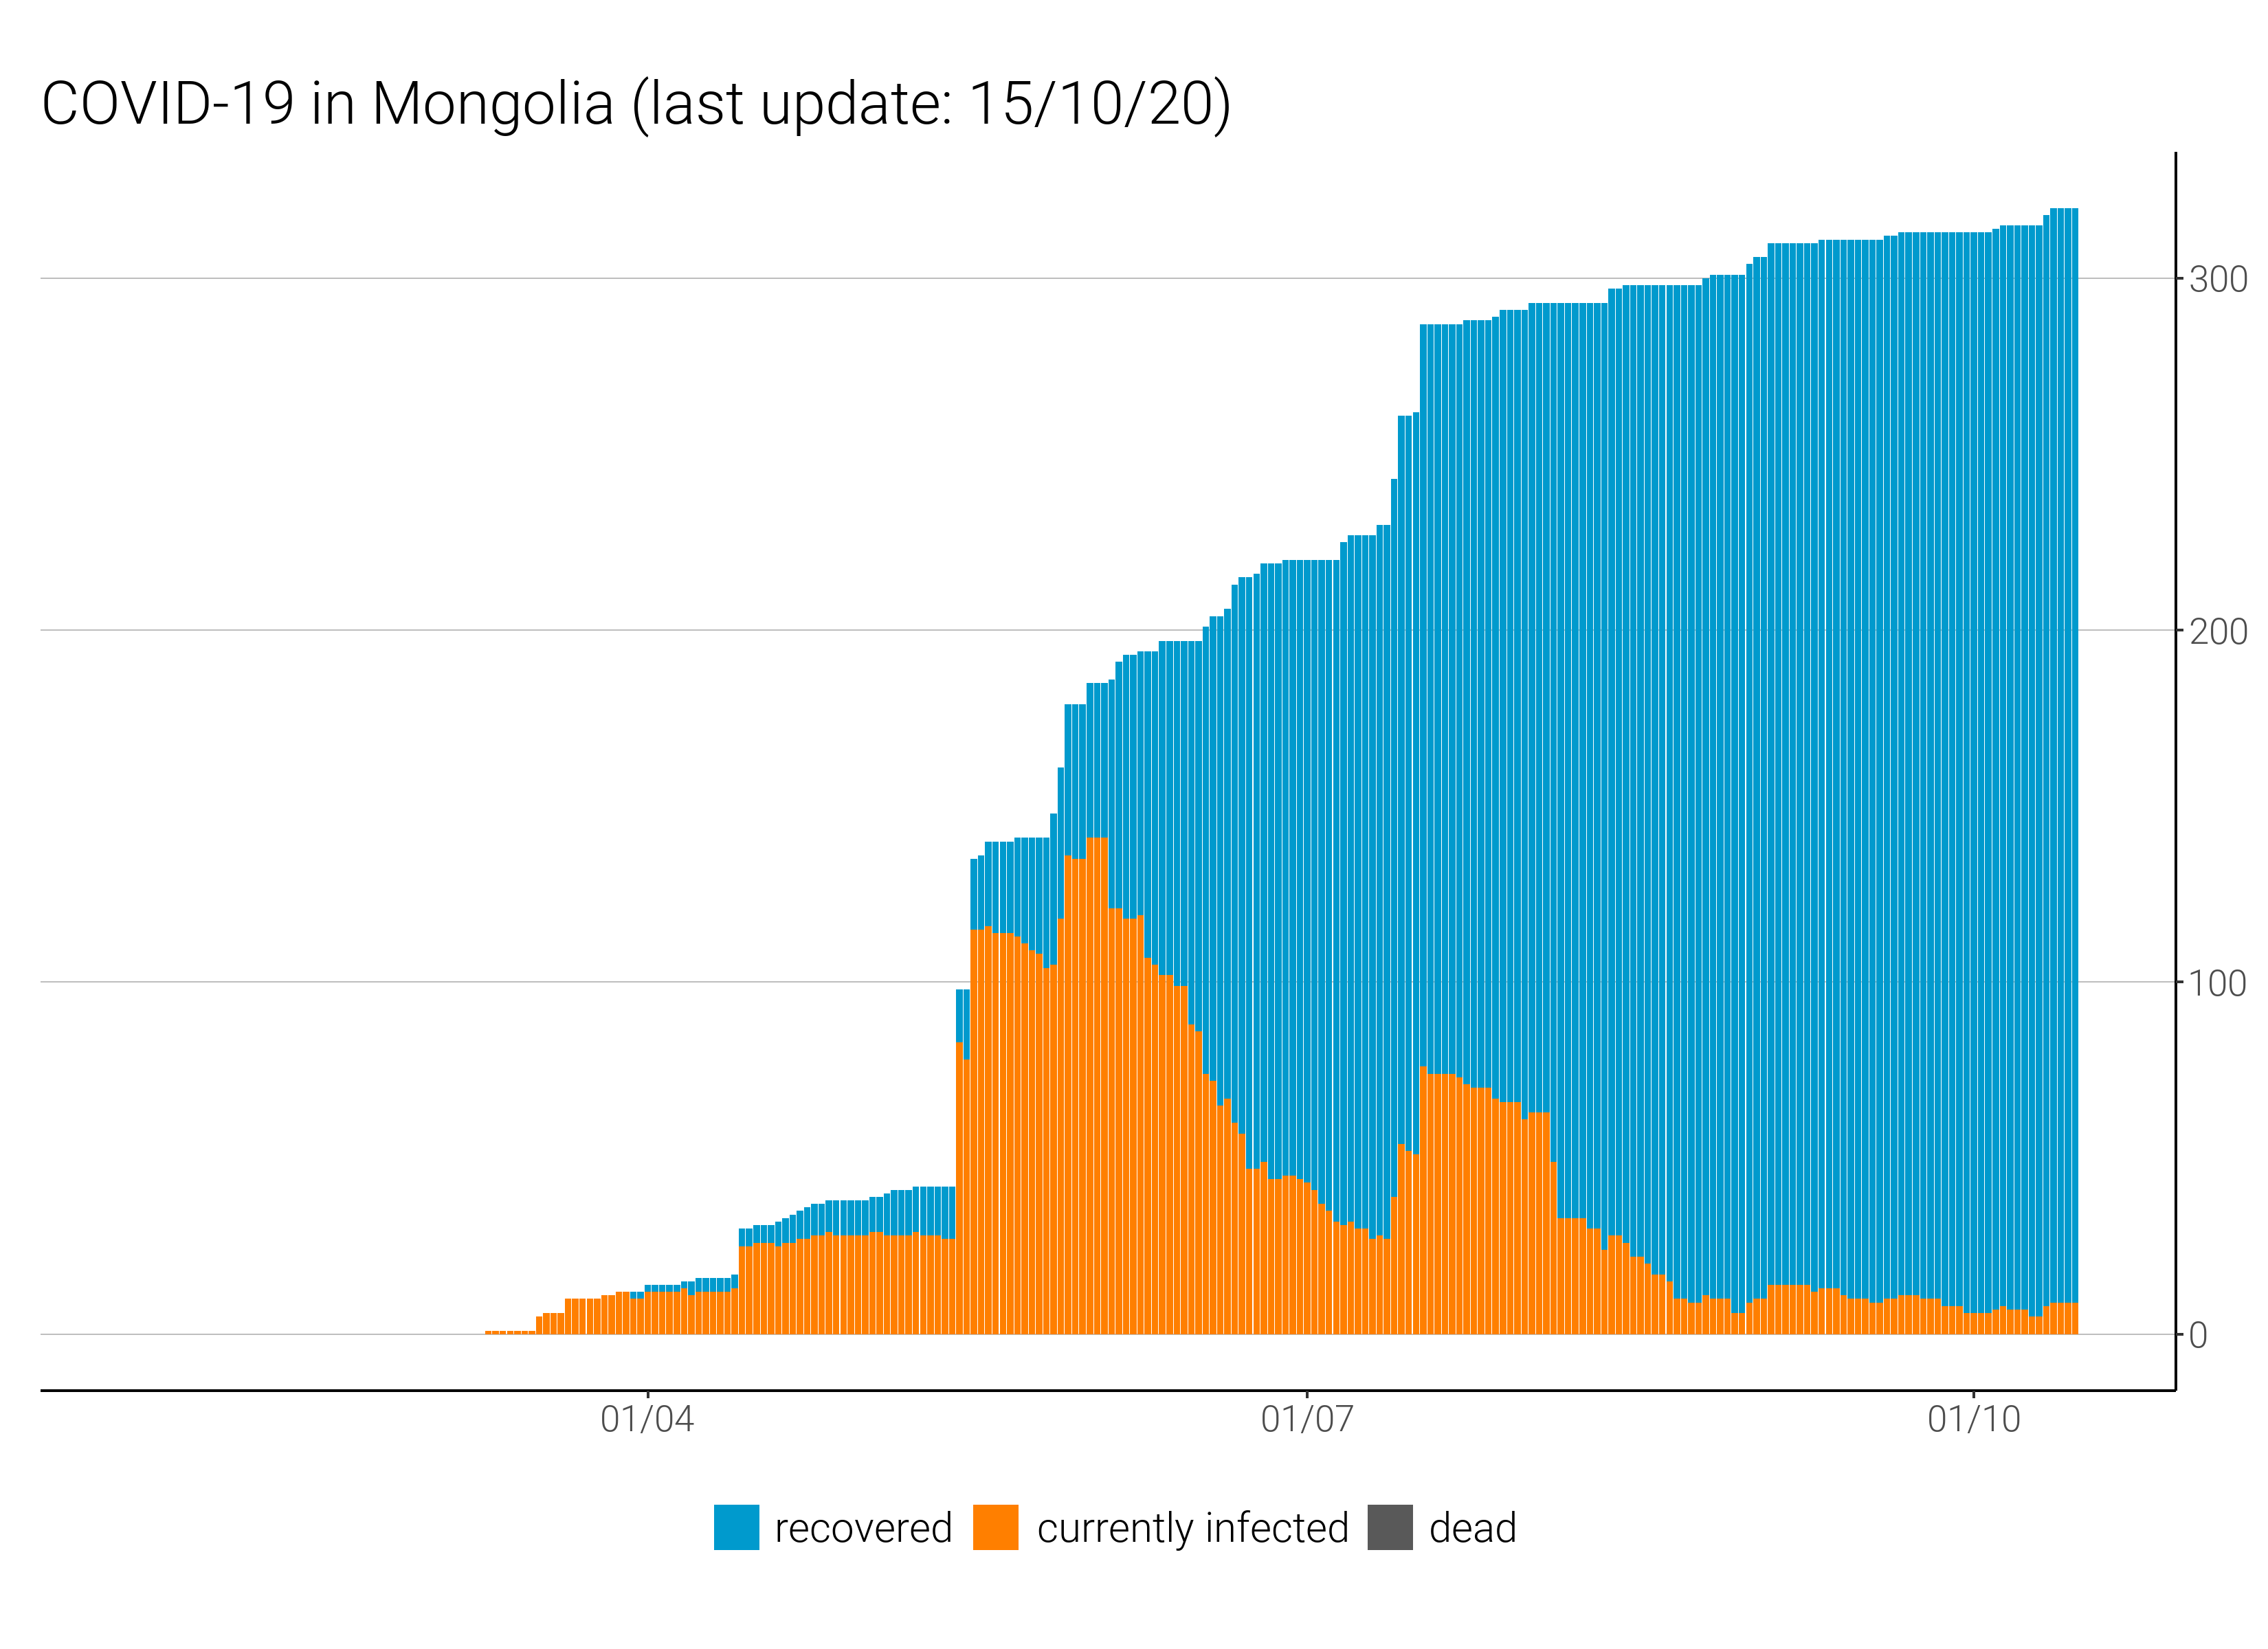 COVID-19 in Mongolia (last update: 15/10/20)
300
200
100
0
01/04 01/07 01/10
recovered currently infected dead